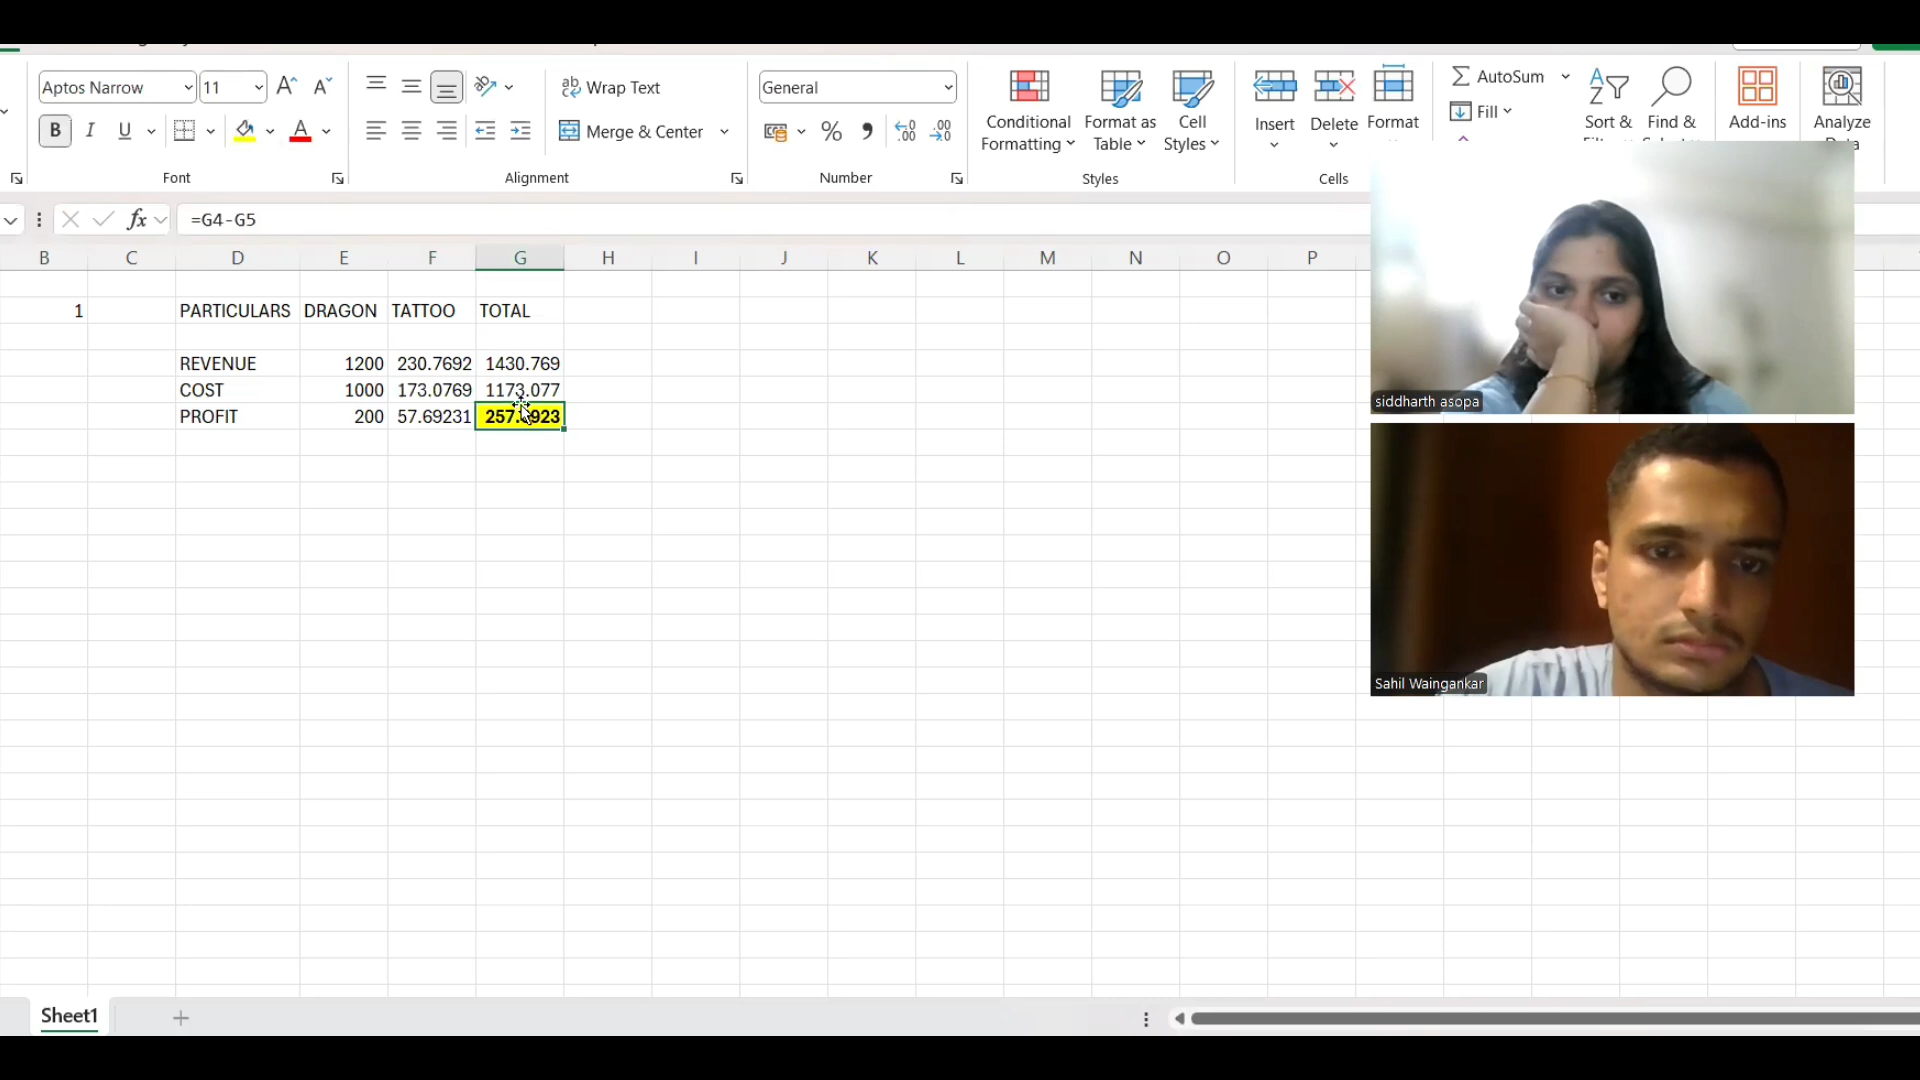 Aptos Narrow
11
Wrap Text
General
Conditional Formatting
Format as Table
Cell Styles
Insert
Delete
Format
AutoSum
Fill
Sort &
Find &
Add-ins
Analyze
B I U A
Merge & Center
%
Font
Alignment
Number
Styles
Cells
fx =G4-G5
B C D E F G H I J K L M N O P
1 PARTICULARS DRAGON TATTOO TOTAL
REVENUE 1200 230.7692 1430.769
COST 1000 173.0769 1173.077
PROFIT 200 57.69231
siddharth asopa
Sahil Waingankar
Sheet1